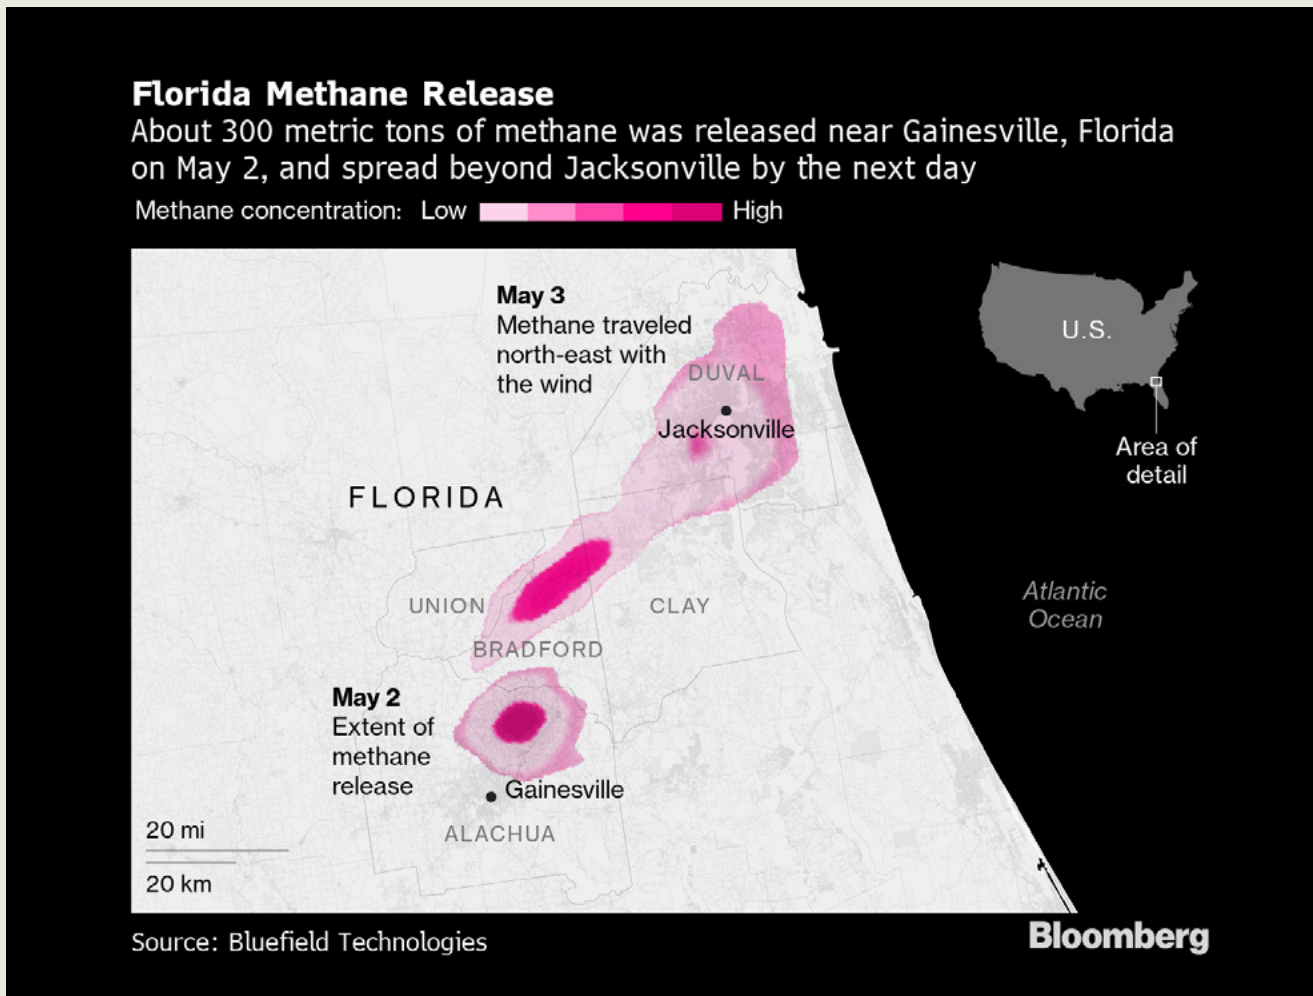 Florida Methane Release
About 300 metric tons of methane was released near Gainesville, Florida
on May 2, and spread beyond Jacksonville by the next day
Methane concentration: Low High
May 3
Methane traveled
north-east with
the wind
DUVAL
Jacksonville
U.S.
Area of
detail
FLORIDA
Atlantic
Ocean
UNION
CLAY
BRADFORD
May 2
Extent of
methane
release
Gainesville
ALACHUA
20 mi
20 km
Source: Bluefield Technologies
Bloomberg